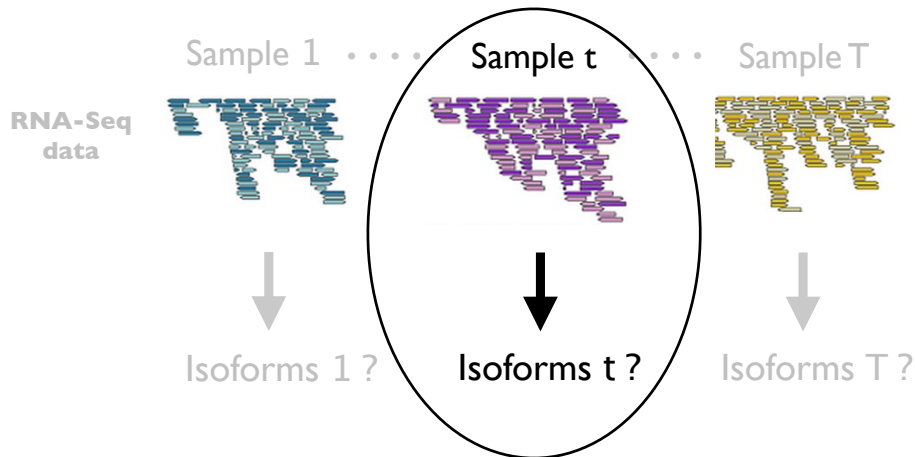 Sample 1 ····· Sample t ····· Sample T
RNA-Seq
data
Isoforms 1 ? Isoforms t ? Isoforms T ?